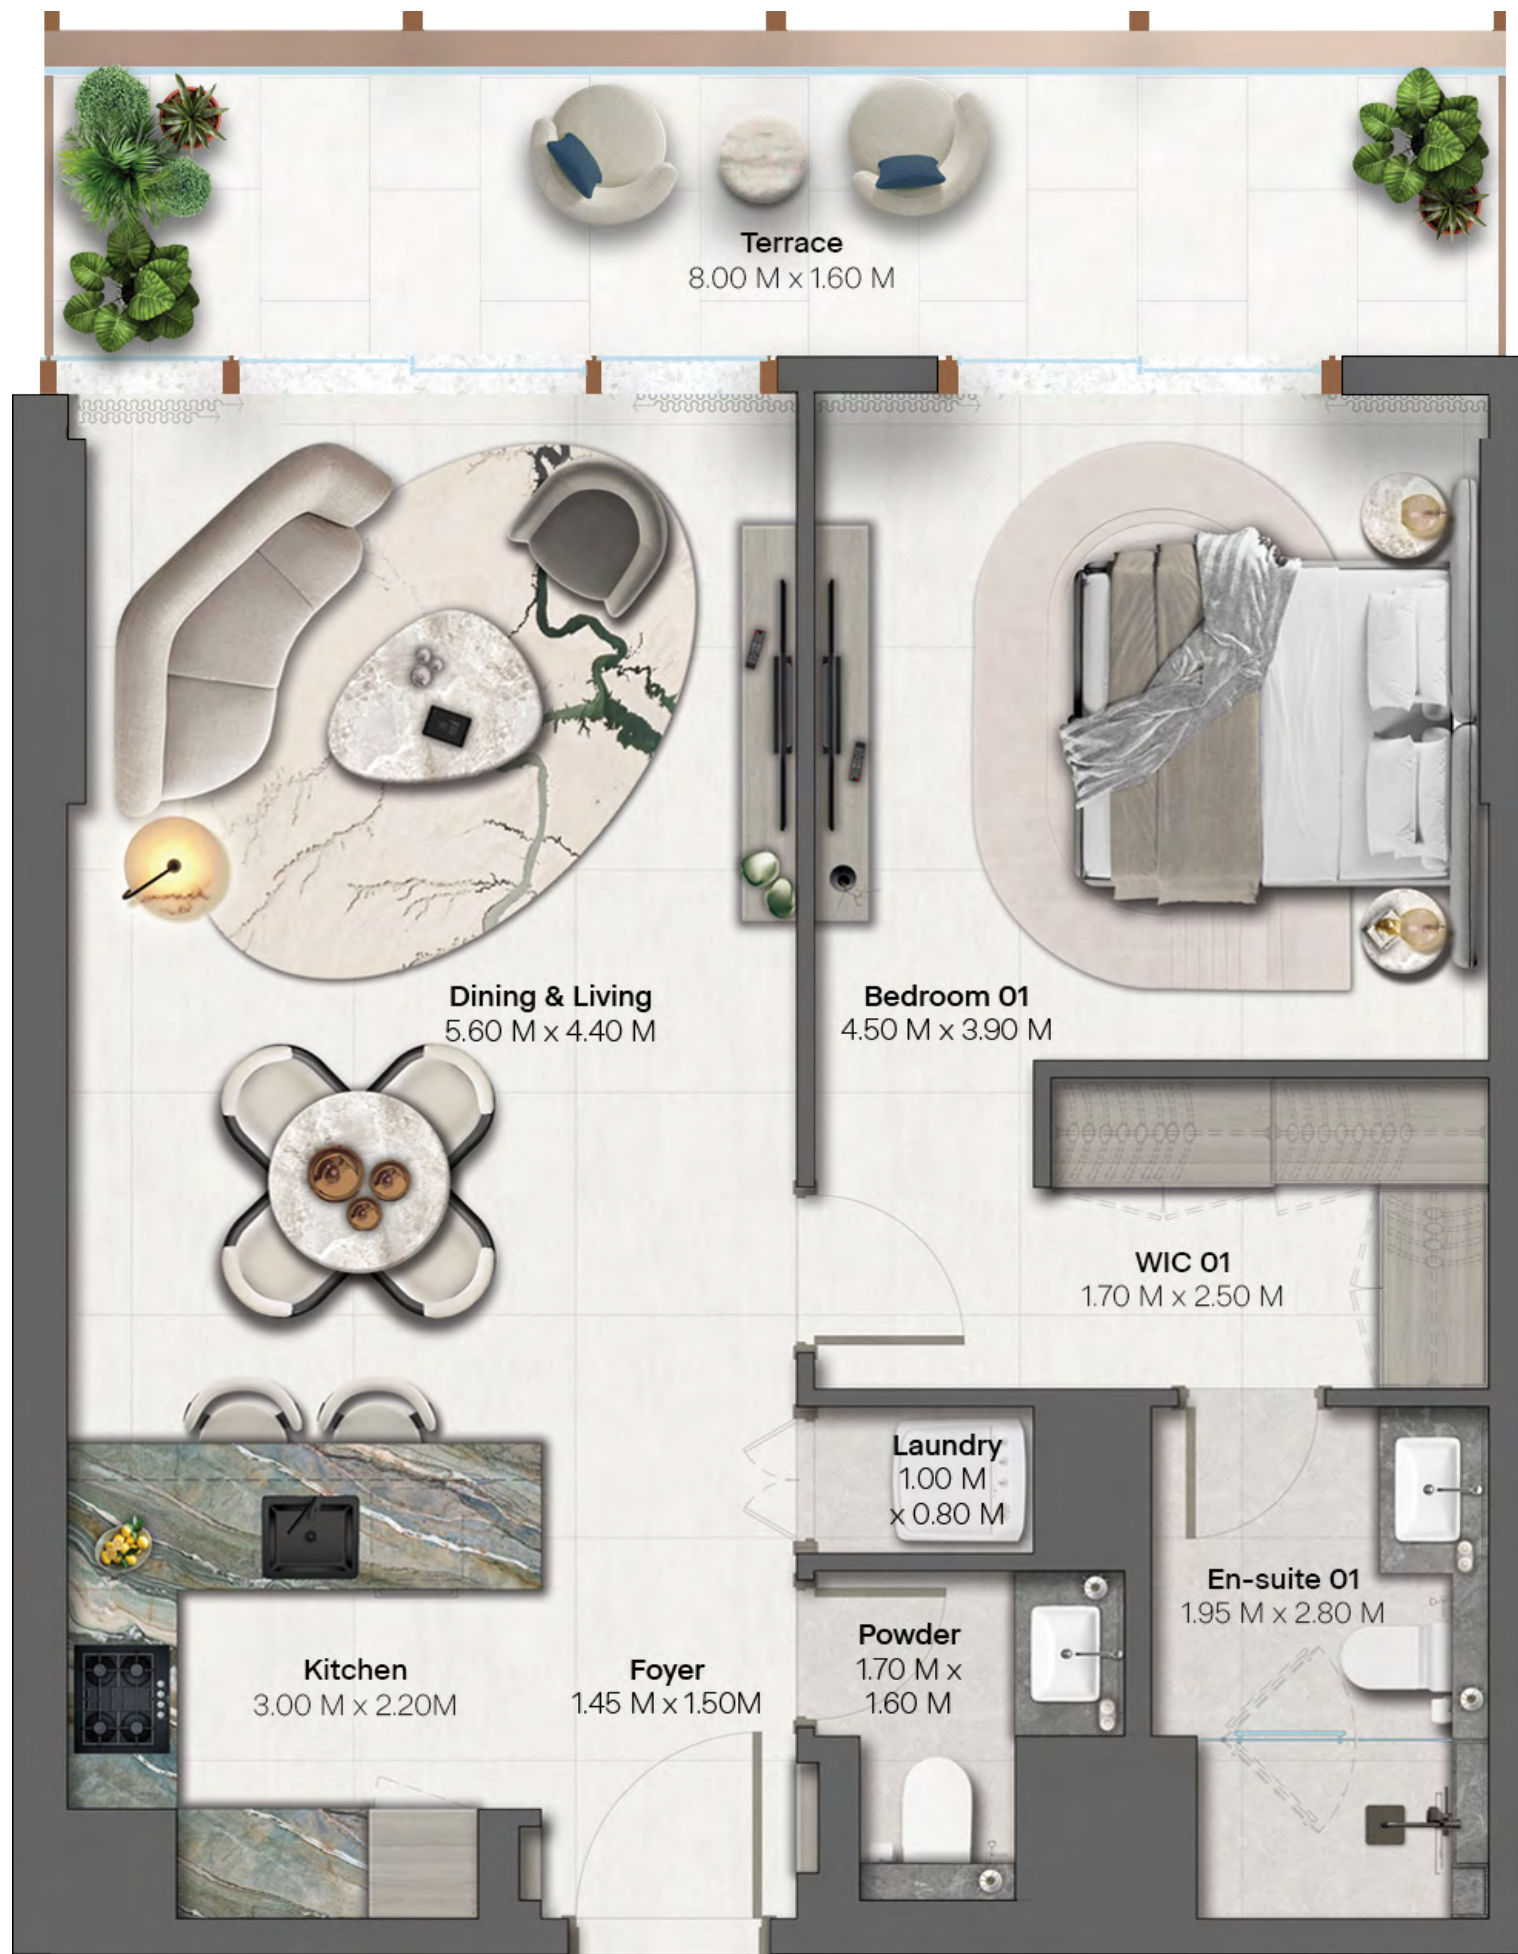 Terrace
8.00 M x 1.60 M
Dining & Living
5.60 M x 4.40 M
Bedroom 01
4.50 M x 3.90 M
WIC 01
1.70 M x 2.50 M
Laundry
1.00 M
x 0.80 M
En-suite 01
1.95 M x 2.80 M
Powder
1.70 M x
1.60 M
Kitchen
3.00 M x 2.20M
Foyer
1.45 M x 1.50M